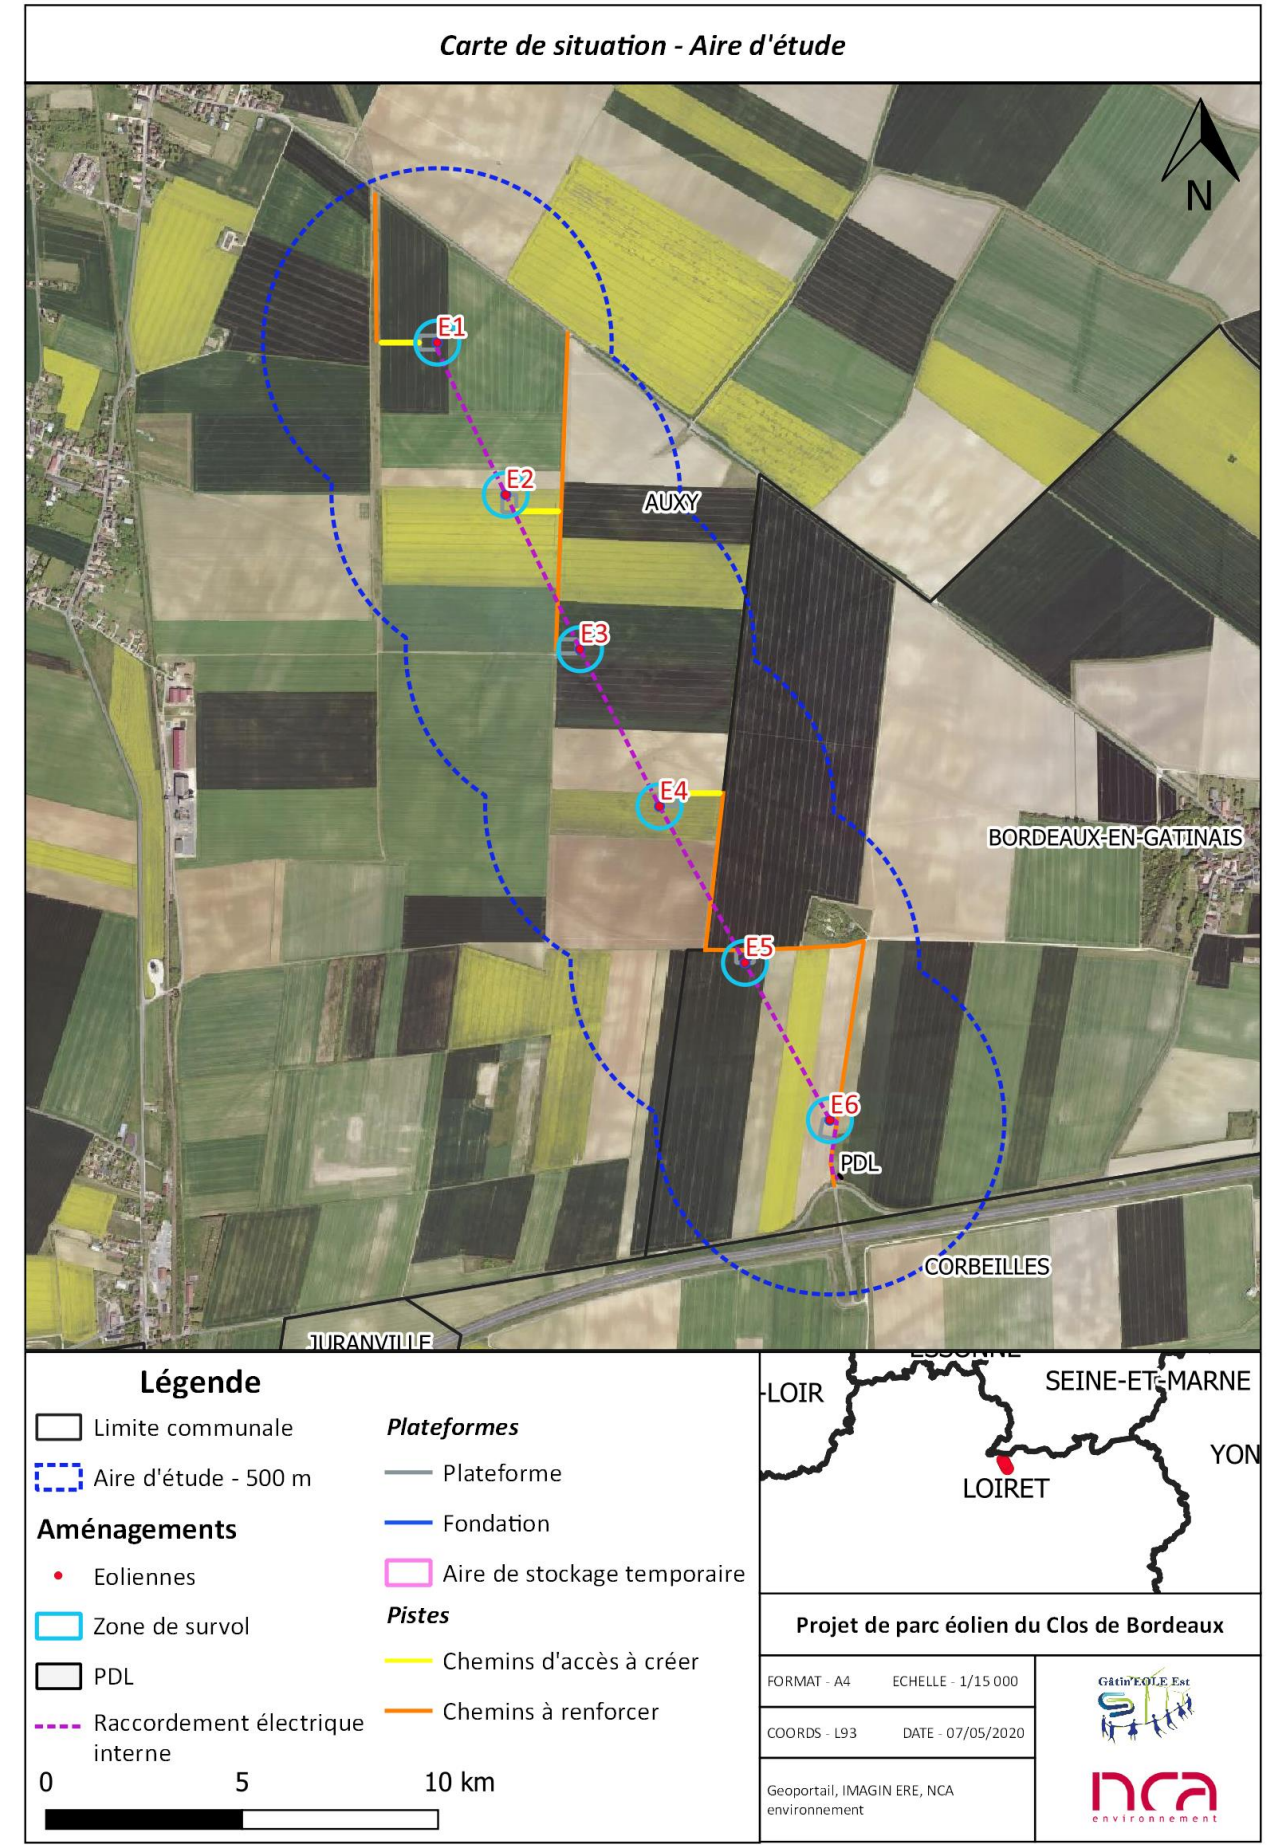 Carte de situation - Aire d'étude
N
E1
E2
AUXY
E3
E4
BORDEAUX-EN-GATINAIS
E5
E6
PDL
CORBEILLES
JURANVILLE
Légende
Limite communale
Aire d'étude - 500 m
Aménagements
Eoliennes
Zone de survol
PDL
Raccordement électrique
interne
0 5 10 km
Plateformes
Plateforme
Fondation
Aire de stockage temporaire
Pistes
Chemins d'accès à créer
Chemins à renforcer
ESSONNE
-LOIR
SEINE-ET-MARNE
YON
LOIRET
Projet de parc éolien du Clos de Bordeaux
FORMAT - A4 ECHELLE - 1/15 000
COORDS - L93 DATE - 07/05/2020
Geoportail, IMAGIN ERE, NCA
environnement
Gâtin'EOLE Est
nca
environnement